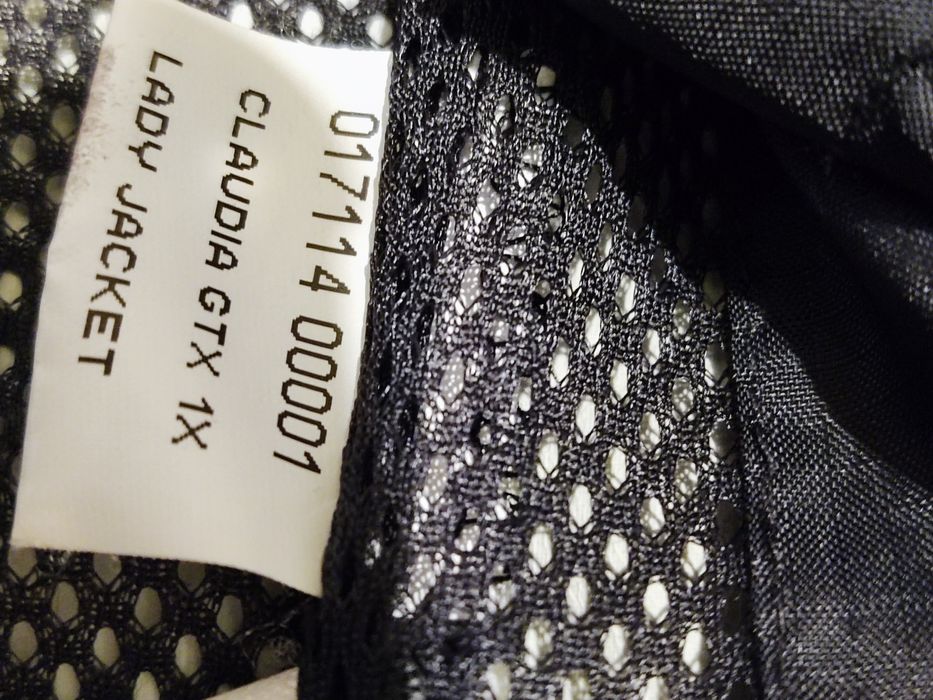 017114 00001
CLAUDIA GTX 1X
LADY JACKET